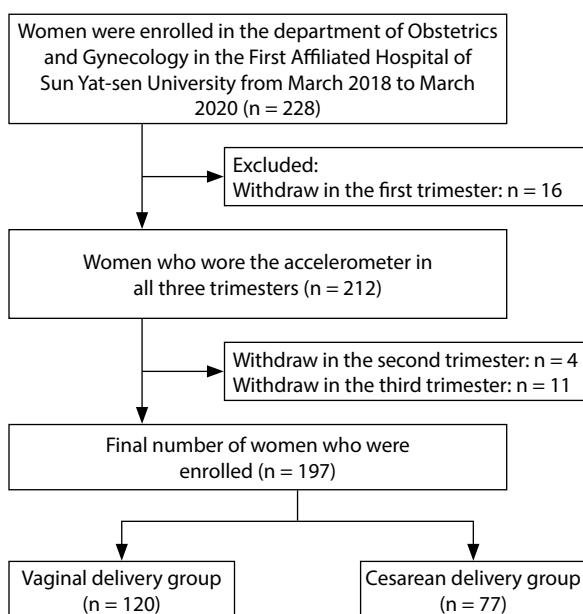 Women were enrolled in the department of Obstetrics
and Gynecology in the First Affiliated Hospital of
Sun Yat-sen University from March 2018 to March
2020 (n = 228)
Excluded:
Withdraw in the first trimester: n = 16
Women who wore the accelerometer in
all three trimesters (n = 212)
Withdraw in the second trimester: n = 4
Withdraw in the third trimester: n = 11
Final number of women who were
enrolled (n = 197)
Vaginal delivery group
(n = 120)
Cesarean delivery group
(n = 77)